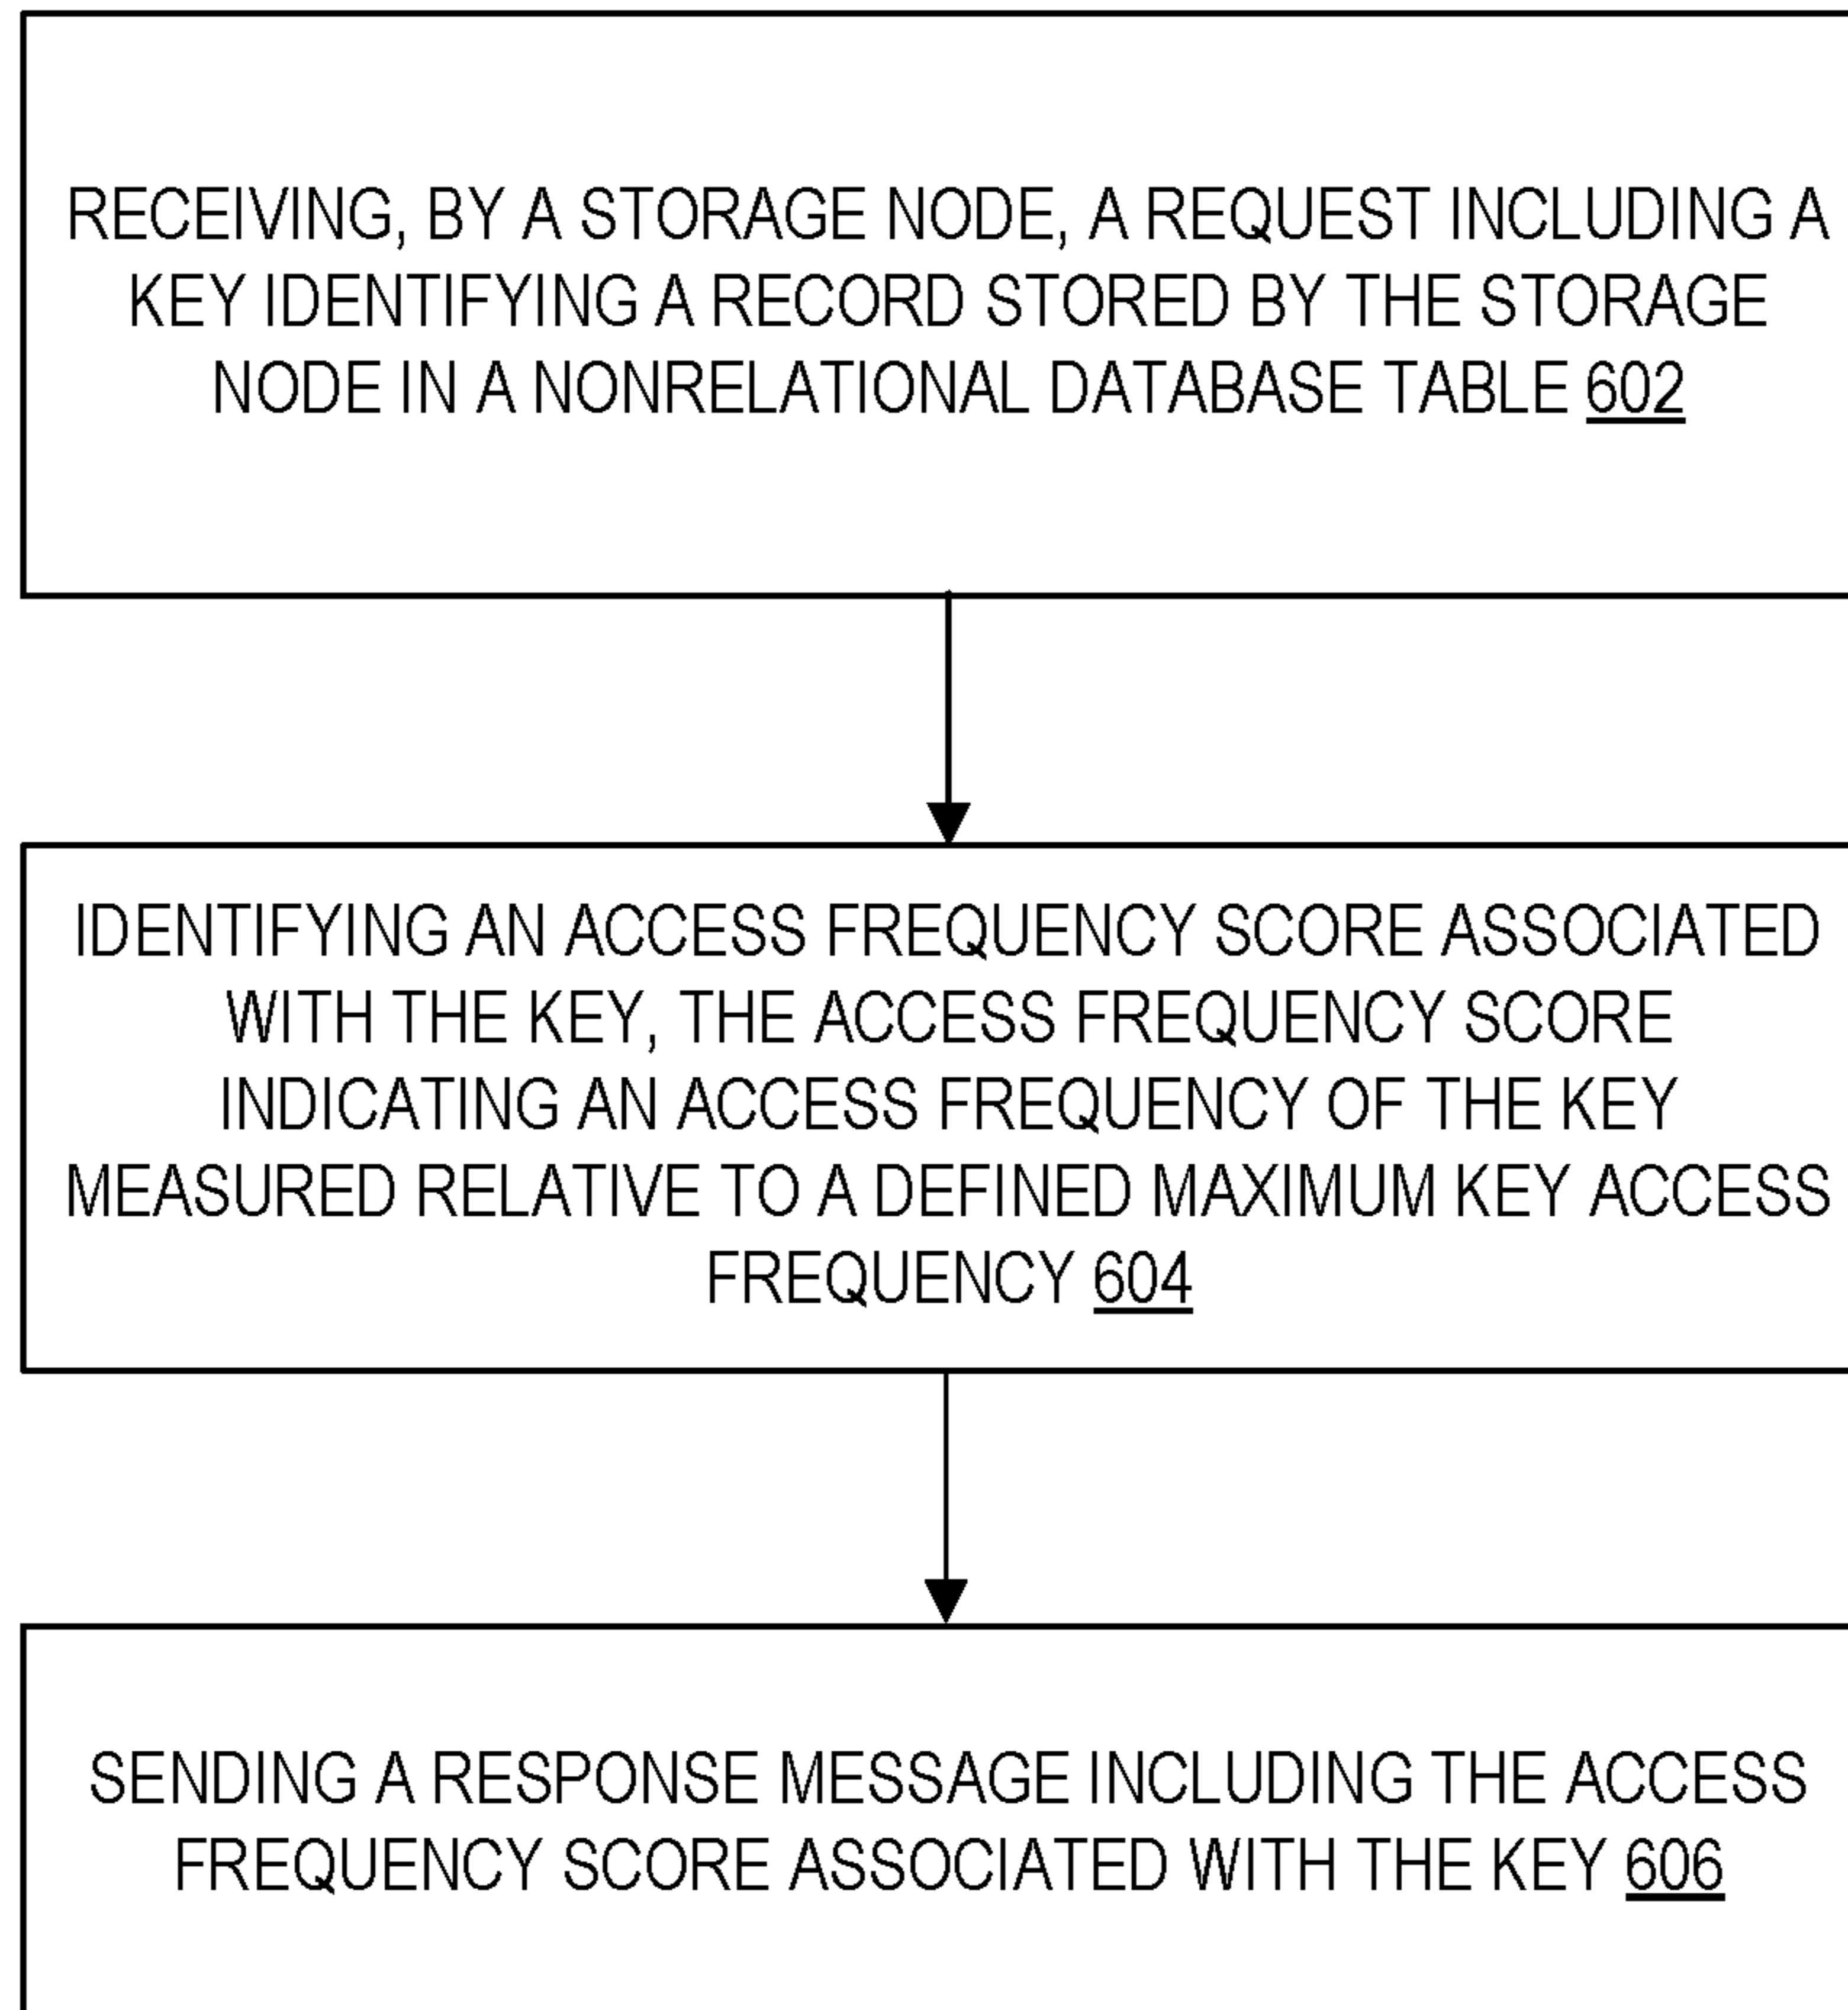 RECEIVING, BY A STORAGE NODE, A REQUEST INCLUDING A
KEY IDENTIFYING A RECORD STORED BY THE STORAGE
NODE IN A NONRELATIONAL DATABASE TABLE 602
IDENTIFYING AN ACCESS FREQUENCY SCORE ASSOCIATED
WITH THE KEY, THE ACCESS FREQUENCY SCORE
INDICATING AN ACCESS FREQUENCY OF THE KEY
MEASURED RELATIVE TO A DEFINED MAXIMUM KEY ACCESS
FREQUENCY 604
SENDING A RESPONSE MESSAGE INCLUDING THE ACCESS
FREQUENCY SCORE ASSOCIATED WITH THE KEY 606